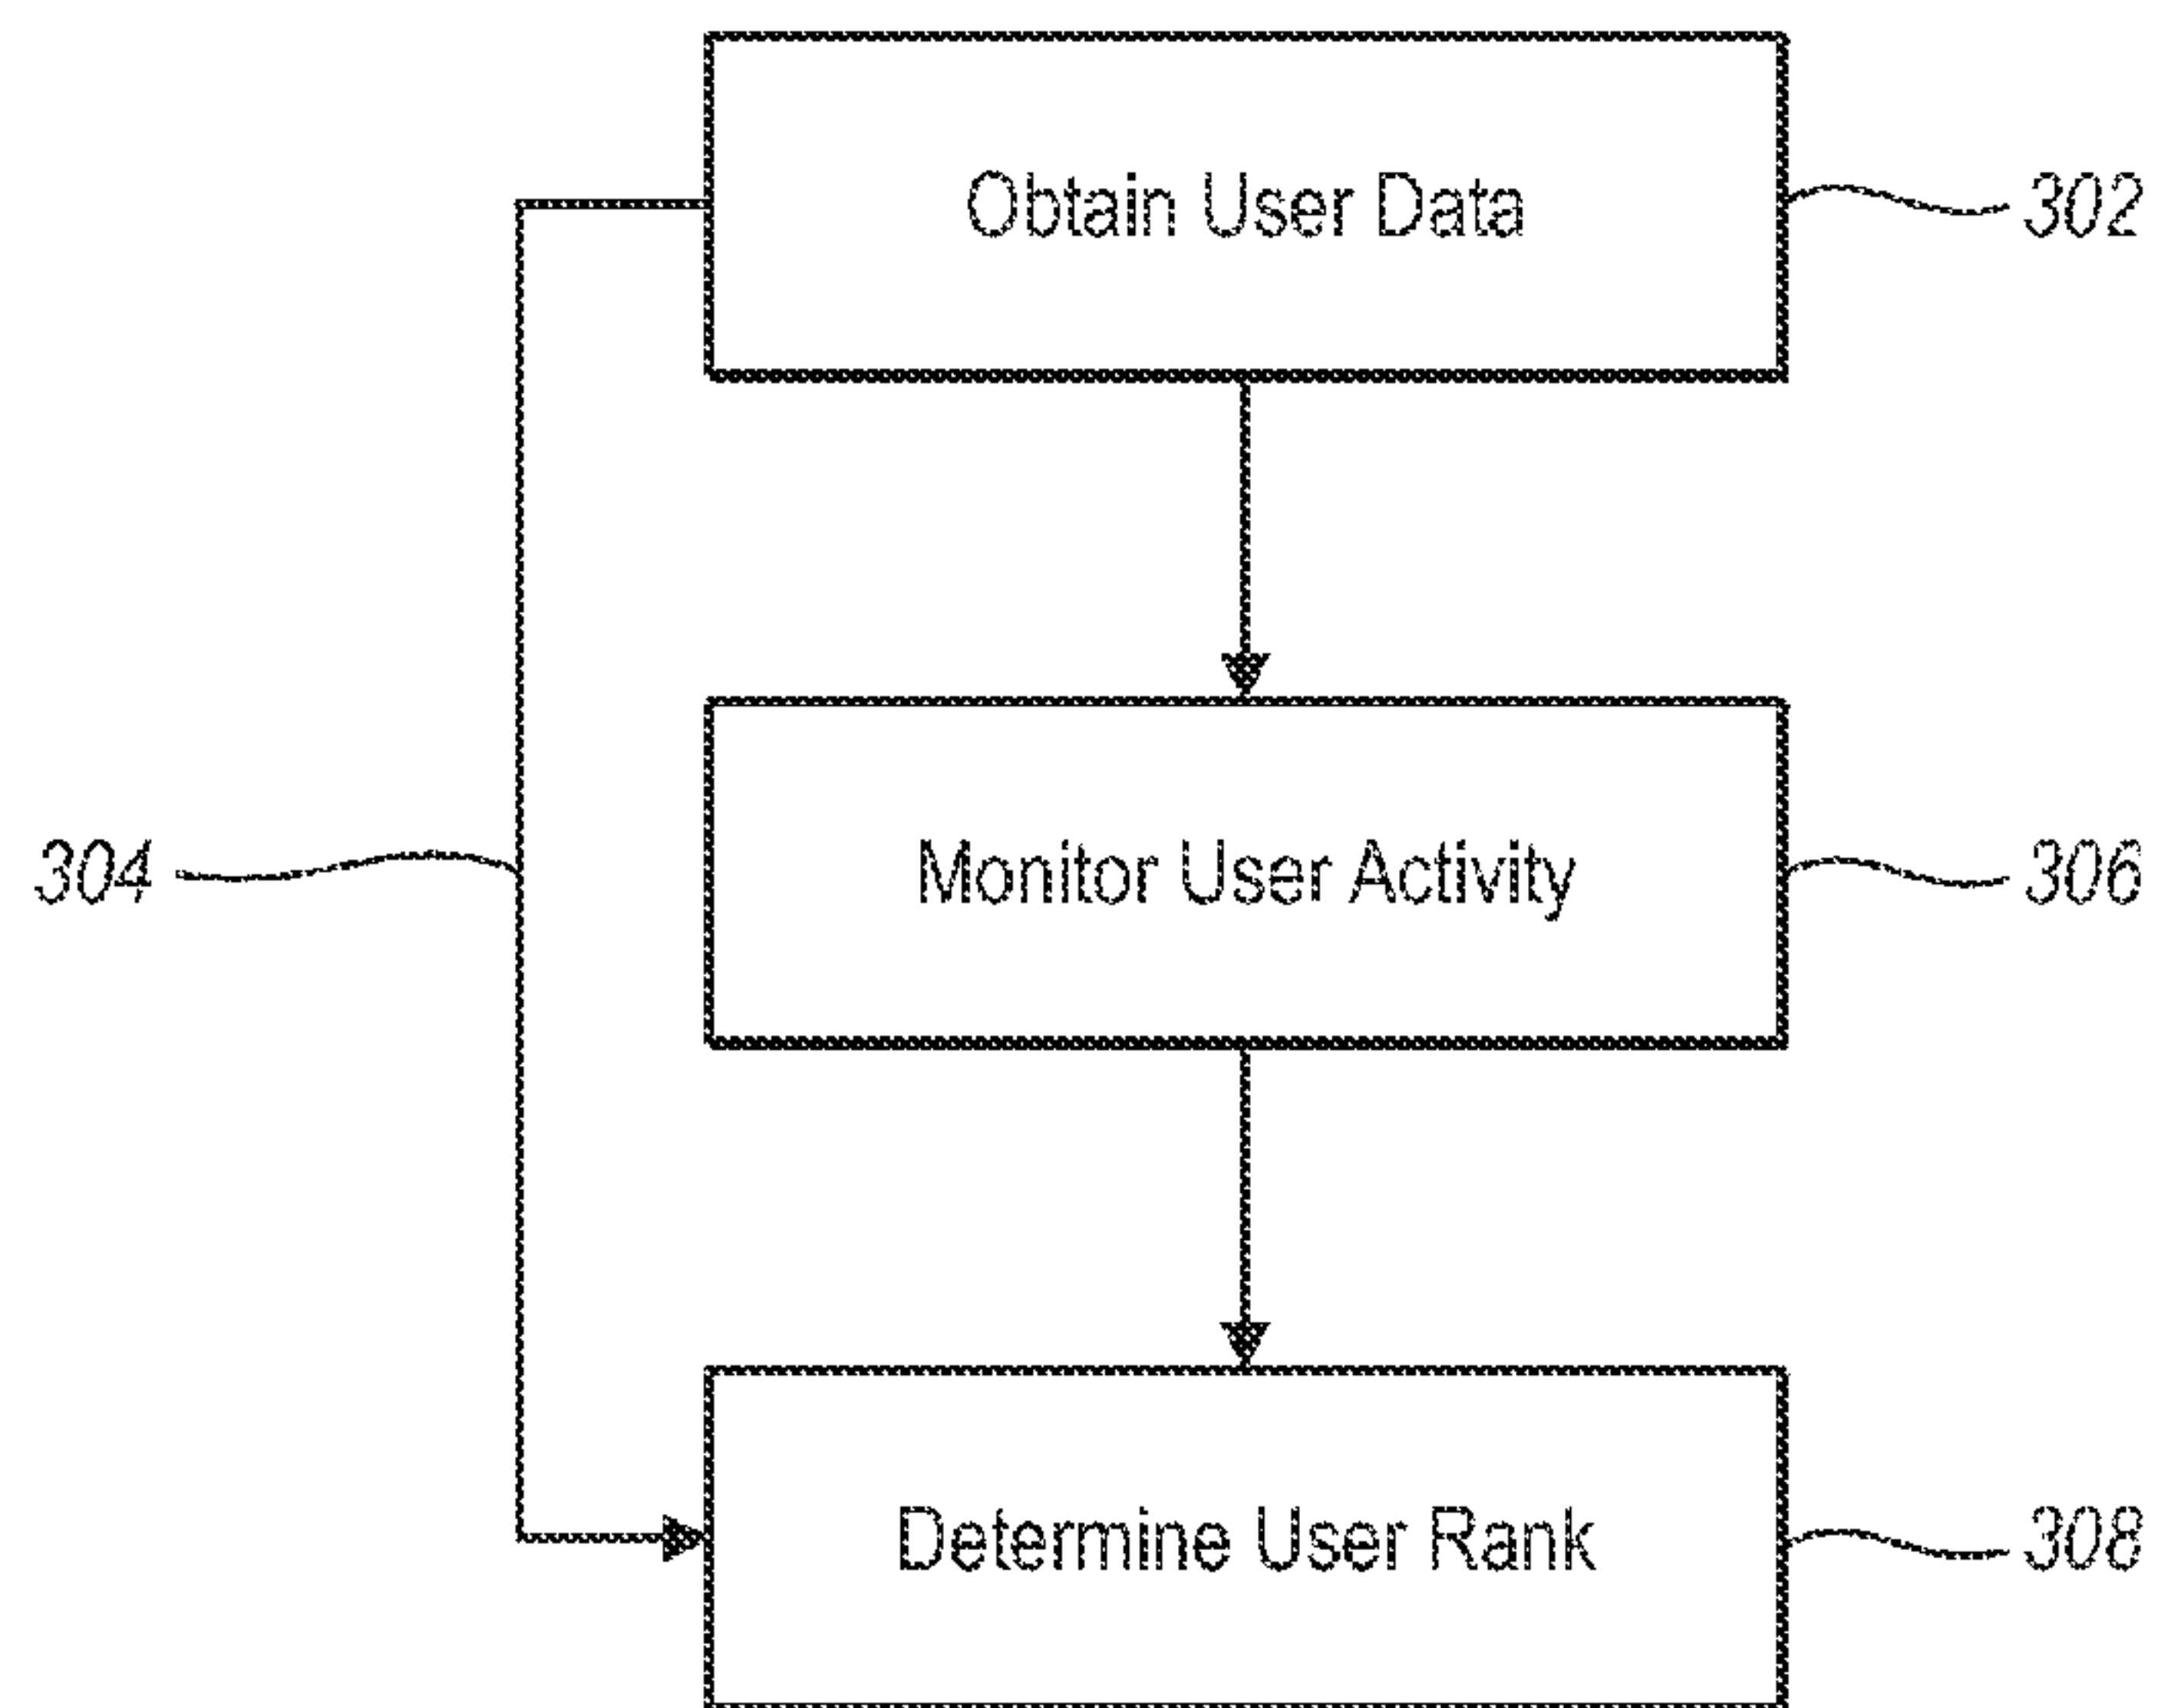 Obtain User Data
302
304
Monitor User Activity
306
Determine User Rank
308